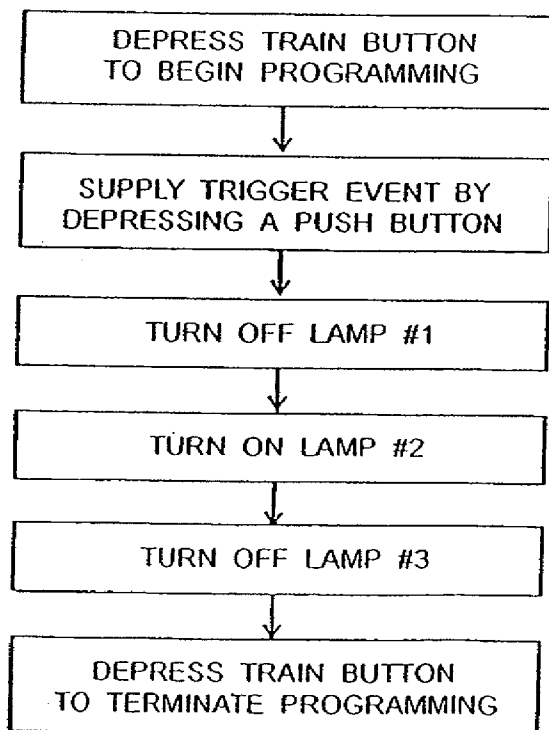 DEPRESS TRAIN BUTTON
TO BEGIN PROGRAMMING
SUPPLY TRIGGER EVENT BY
DEPRESSING A PUSH BUTTON
TURN OFF LAMP #1
TURN ON LAMP #2
TURN OFF LAMP #3
DEPRESS TRAIN BUTTON
TO TERMINATE PROGRAMMING